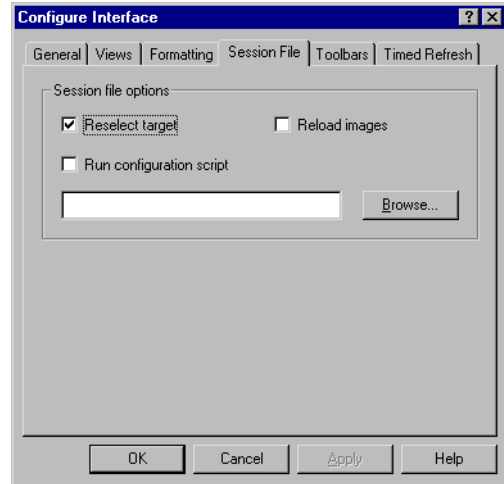 Configure Interface
General Views Formatting Session File Toolbars Timed Refresh
Session file options
Reselect target Reload images
Run configuration script
Browse...
OK Cancel Apply Help